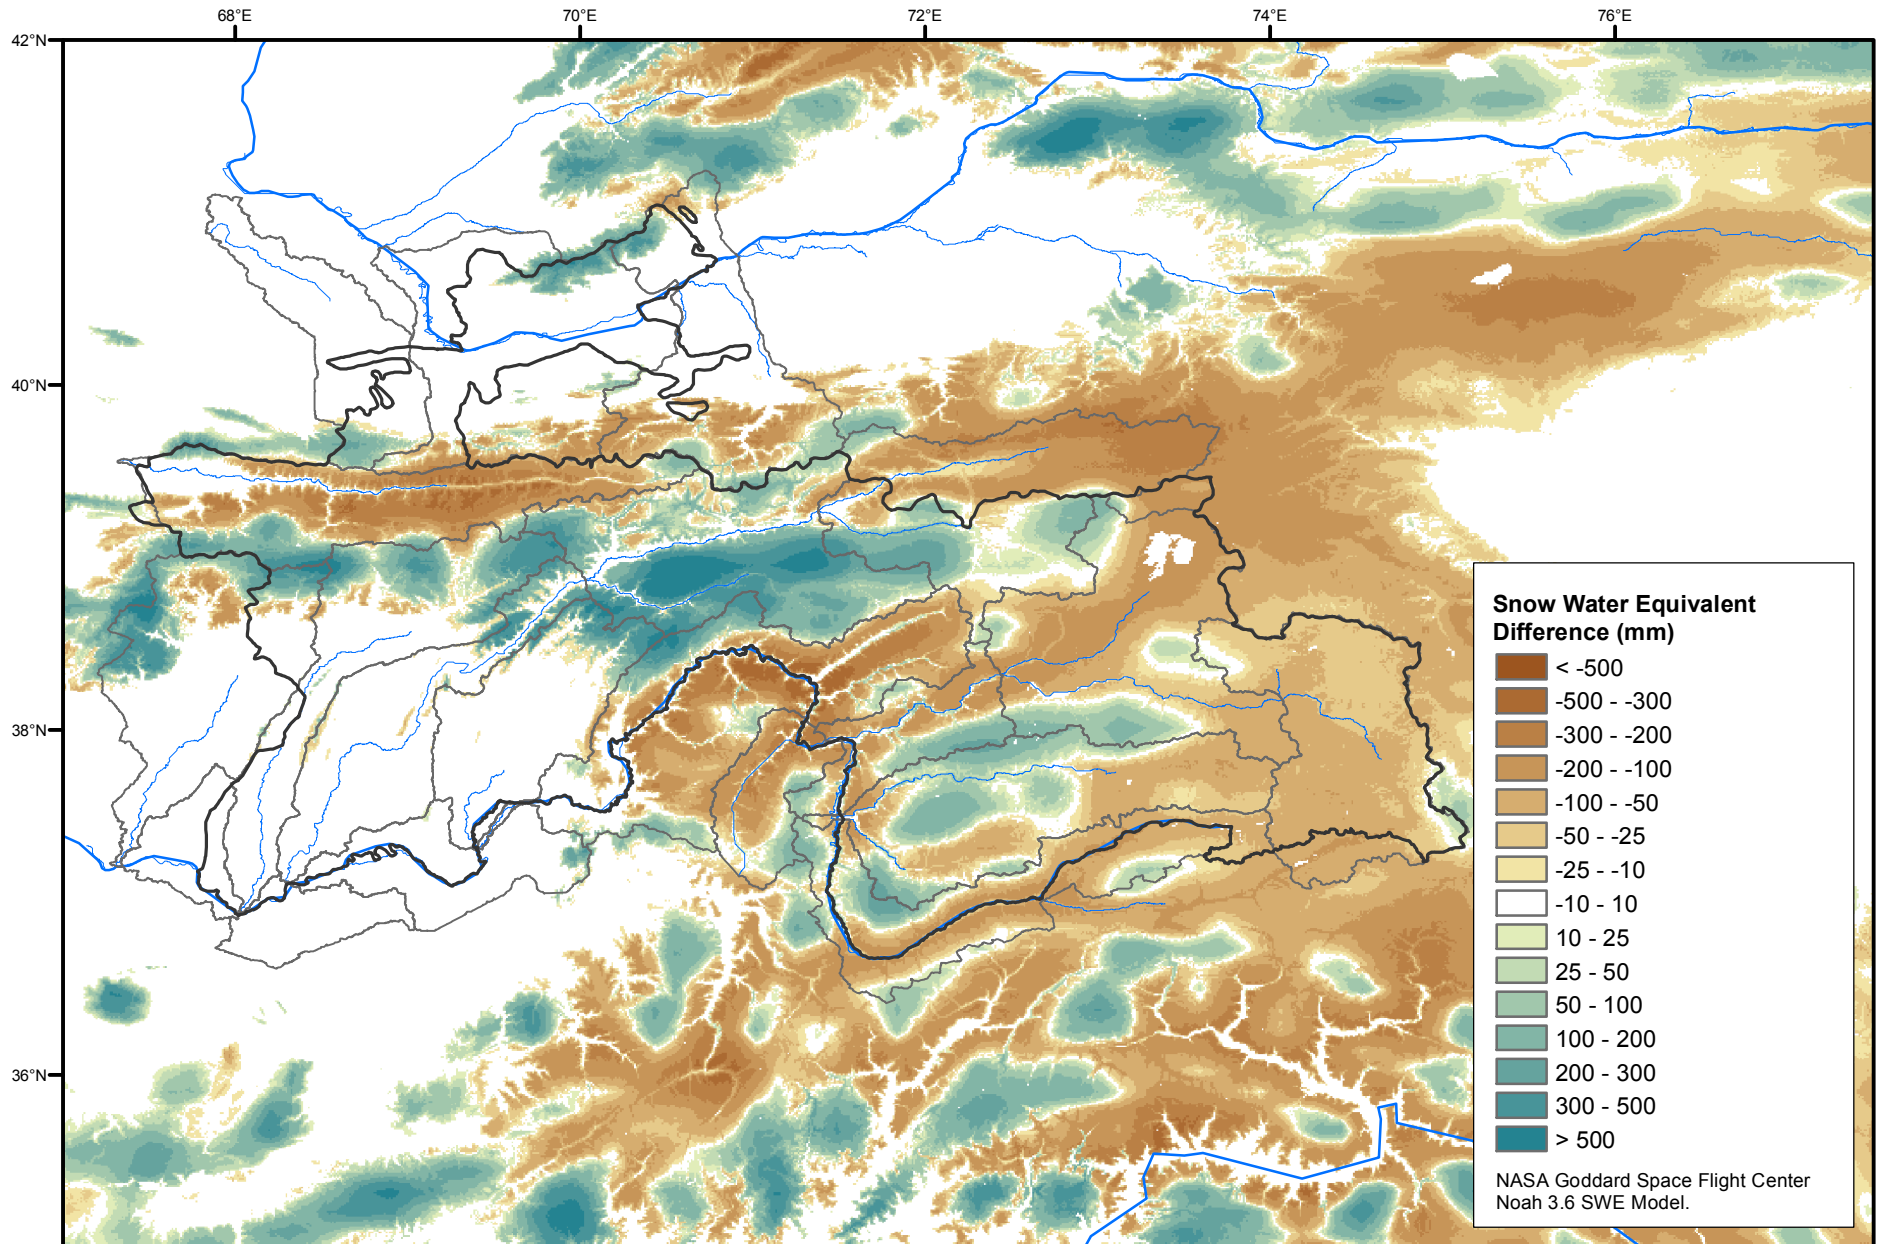 68°E 70°E 72°E 74°E 76°E
42°N
40°N
38°N
36°N
Snow Water Equivalent
Difference (mm)
< -500
-500 - -300
-300 - -200
-200 - -100
-100 - -50
-50 - -25
-25 - -10
-10 - 10
10 - 25
25 - 50
50 - 100
100 - 200
200 - 300
300 - 500
> 500
NASA Goddard Space Flight Center
Noah 3.6 SWE Model.